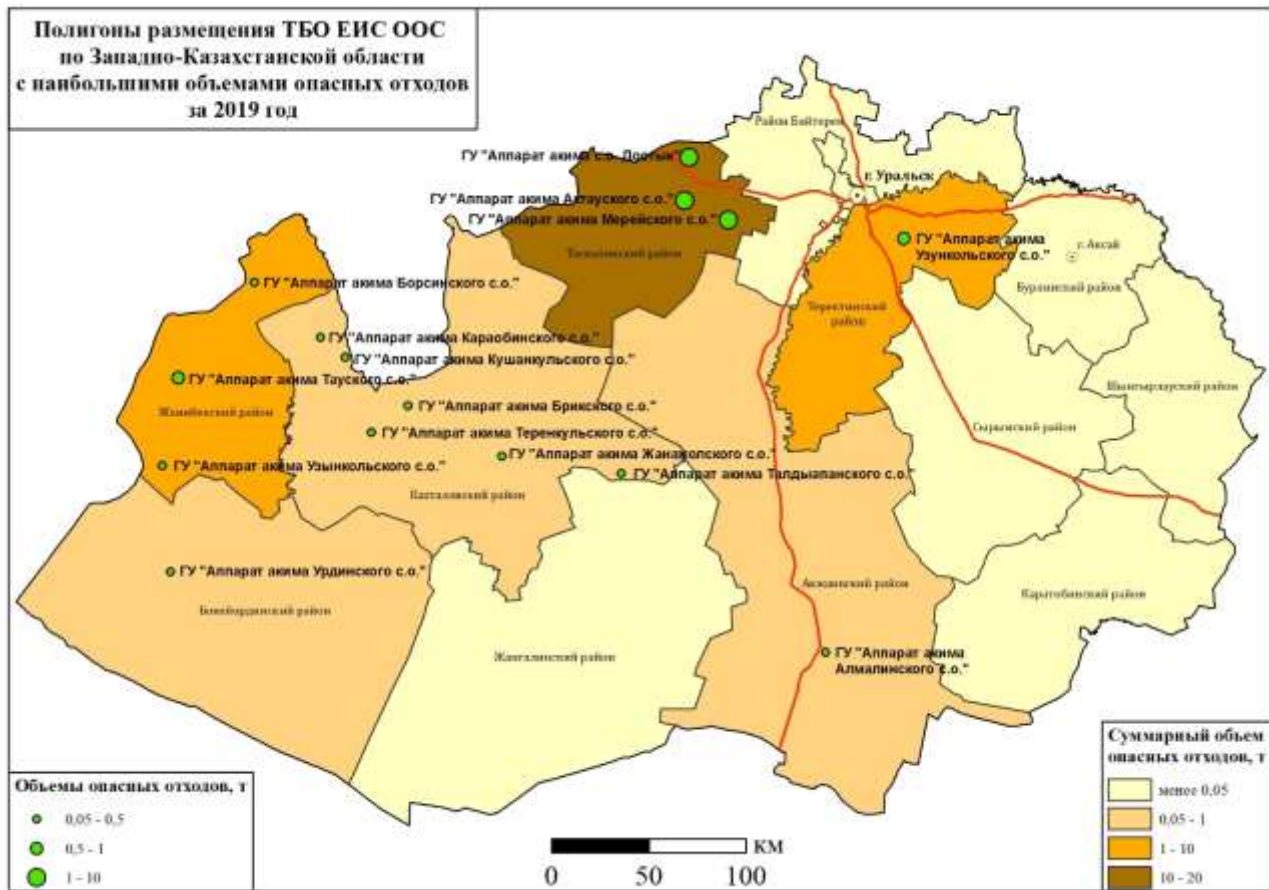 Полигоны размещения ТБО ЕИС ООС
по Западно-Казахстанской области
с наибольшими объемами опасных отходов
за 2019 год
Район Байтерек
ГУ "Аппарат акима с.о. Достык"
г. Уральск
ГУ "Аппарат акима Актауского с.о."
ГУ "Аппарат акима Мерейского с.о."
ГУ "Аппарат акима
Узункольского с.о."
г. Аксай
Таскалинский район
ГУ "Аппарат акима Борсинского с.о."
Бурлинский район
Теректинский
район
ГУ "Аппарат акима Караобинского с.о."
ГУ "Аппарат акима Кушанкульского с.о."
ГУ "Аппарат акима Тауского с.о."
Шынгырлауский район
ГУ "Аппарат акима Брикского с.о."
Жанибекский район
Сырымский район
ГУ "Аппарат акима Теренкульского с.о."
ГУ "Аппарат акима Жанажолского с.о."
ГУ "Аппарат акима Узынкольского с.о."
ГУ "Аппарат акима Талдыапанского с.о."
Казталовский район
ГУ "Аппарат акима Урдинского с.о."
Акжаикский район
Каратобинский район
Бокейординский район
Жангалинский район
ГУ "Аппарат акима
Алмалинского с.о."
Объемы опасных отходов, т
0,05 - 0,5
0,5 - 1
1 - 10
КМ
0 50 100
Суммарный объем
опасных отходов, т
менее 0,05
0,05 - 1
1 - 10
10 - 20